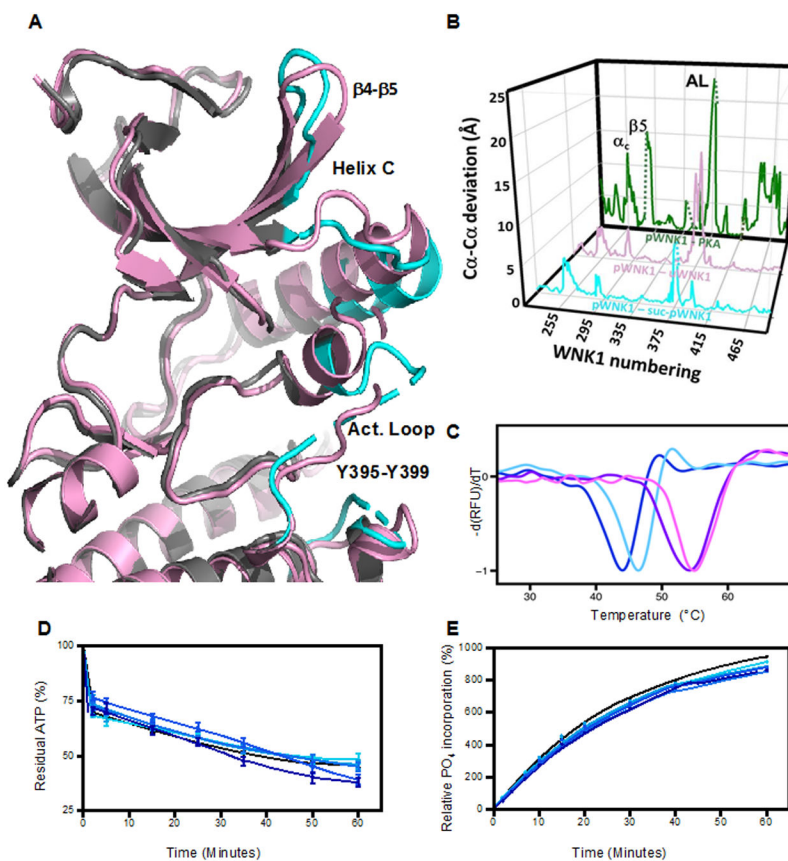 A
β4-β5
Helix C
Act. Loop
Y395-Y399
B
Cα-Cα deviation (Å)
25
20
15
10
5
0
AL
β5
αc
pWNK1 - PKA
pWNK1 – uWNK1
pWNK1 – suc-pWNK1
255
295
335
375
415
465
WNK1 numbering
C
-d(RFU)/dT
0
−1
30
40
50
60
Temperature (°C)
D
Residual ATP (%)
100
75
50
25
0
10
20
30
40
50
60
Time (Minutes)
E
Relative PO4 incorporation (%)
1000
800
600
400
200
0
0
10
20
30
40
50
60
Time (Minutes)